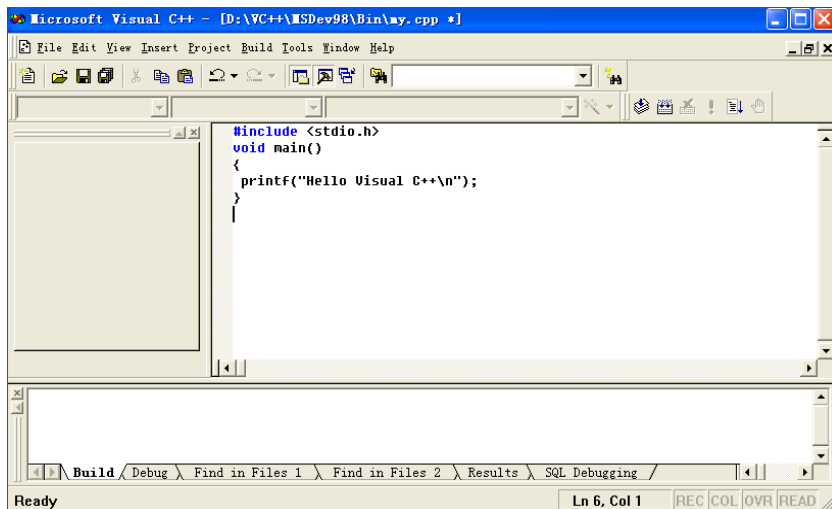 Microsoft Visual C++ - [D:\VC++\MSDev98\Bin\my.cpp *]
File Edit View Insert Project Build Tools Window Help
#include <stdio.h>
void main()
{
printf("Hello Visual C++\n");
}
Build Debug Find in Files 1 Find in Files 2 Results SQL Debugging
Ready Ln 6, Col 1 REC COL OVR READ